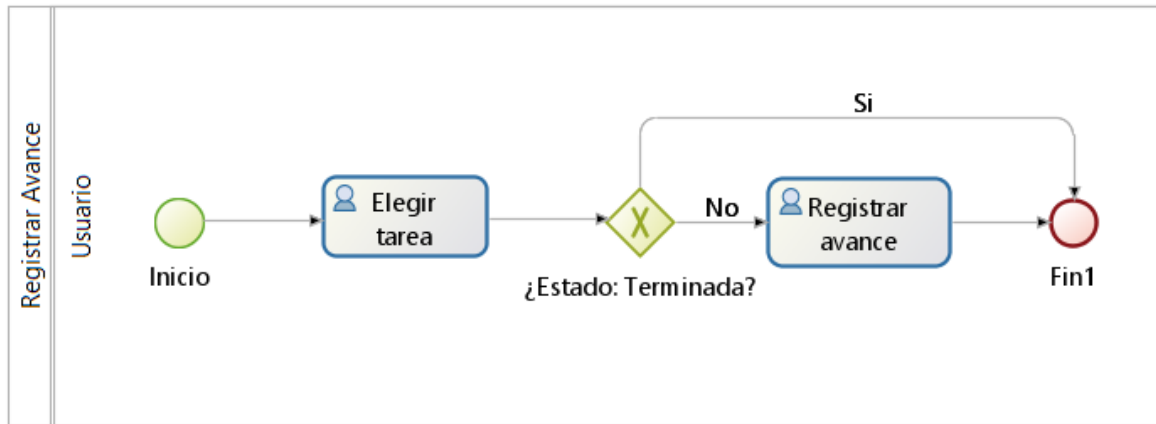 Registrar Avance
Usuario
Inicio
Elegir
tarea
¿Estado: Terminada?
Si
No
Registrar
avance
Fin1